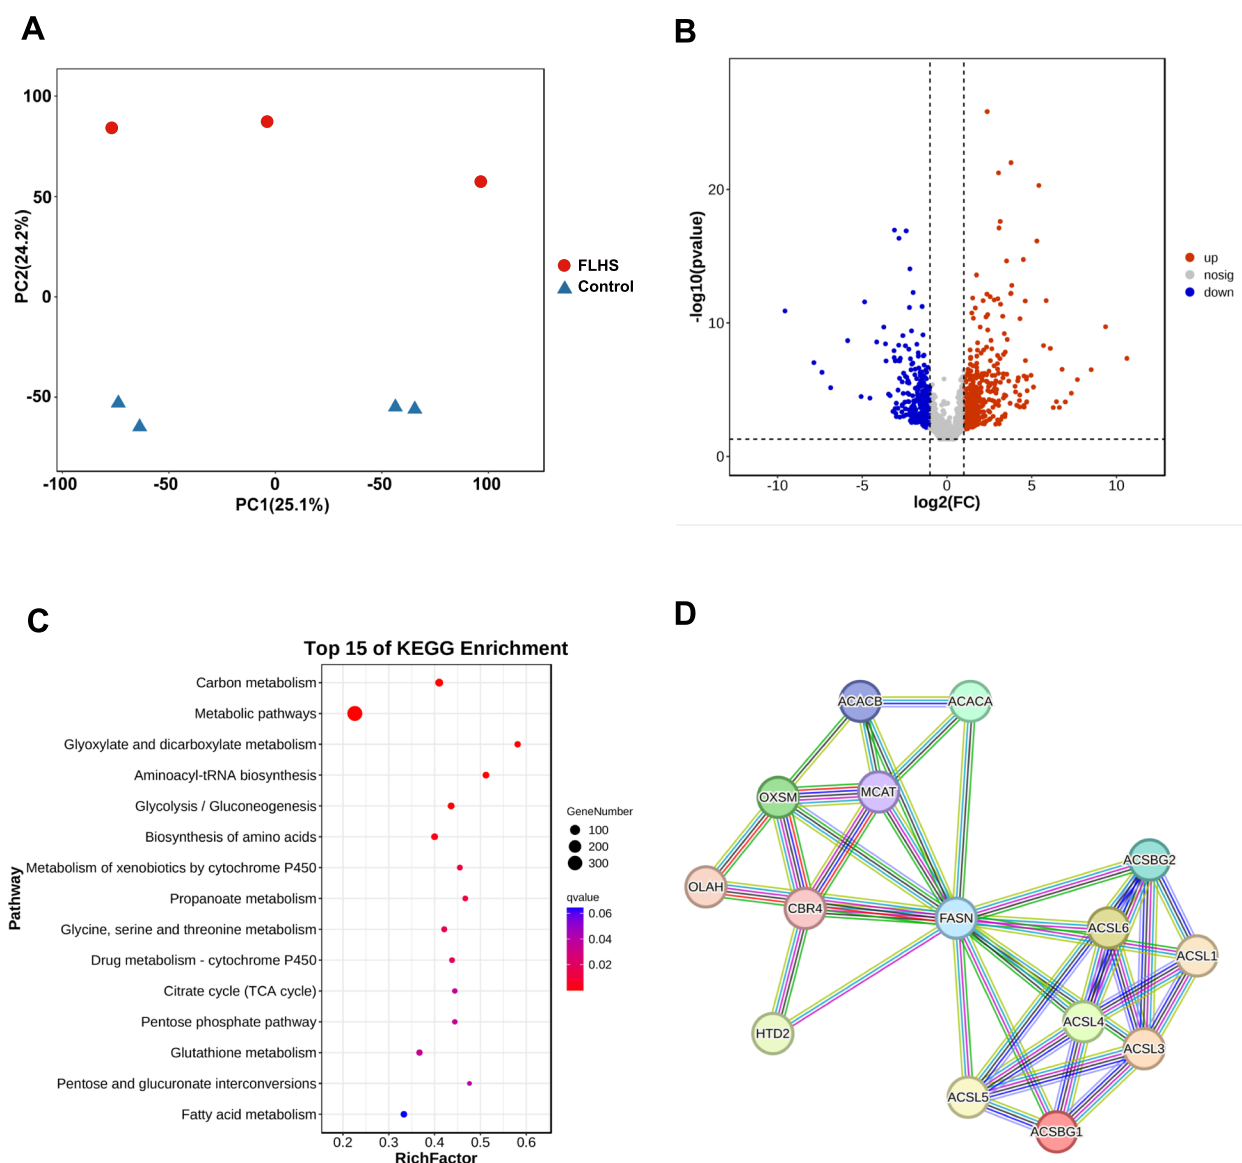 A
100
50
0
-50
PC2(24.2%)
-100
-50
0
-50
100
PC1(25.1%)
FLHS
Control
B
20
10
0
-log10(pvalue)
-10
-5
0
5
10
log2(FC)
up
nosig
down
C
Top 15 of KEGG Enrichment
Pathway
Carbon metabolism
Metabolic pathways
Glyoxylate and dicarboxylate metabolism
Aminoacyl-tRNA biosynthesis
Glycolysis / Gluconeogenesis
Biosynthesis of amino acids
Metabolism of xenobiotics by cytochrome P450
Propanoate metabolism
Glycine, serine and threonine metabolism
Drug metabolism - cytochrome P450
Citrate cycle (TCA cycle)
Pentose phosphate pathway
Glutathione metabolism
Pentose and glucuronate interconversions
Fatty acid metabolism
0.2
0.3
0.4
0.5
0.6
RichFactor
GeneNumber
100
200
300
qvalue
0.06
0.04
0.02
D
ACACB
ACACA
OXSM
MCAT
OLAH
CBR4
FASN
HTD2
ACSBG2
ACSL6
ACSL1
ACSL4
ACSL3
ACSL5
ACSBG1